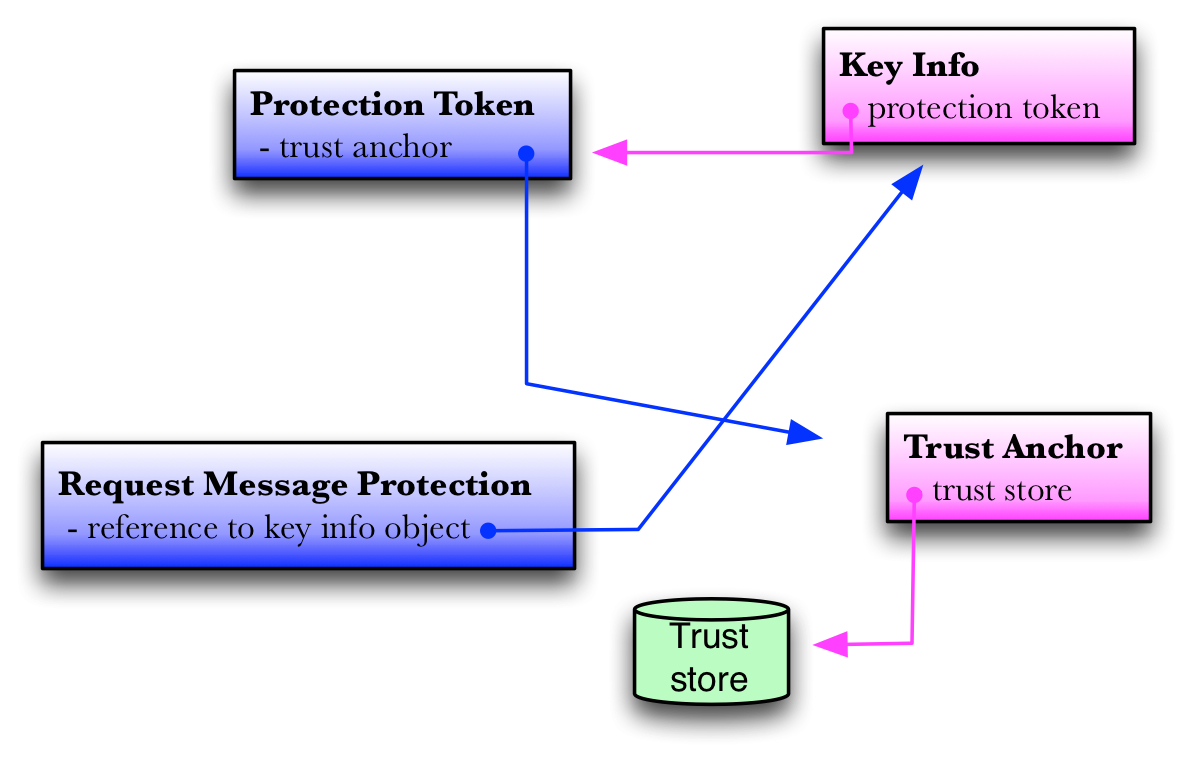 Protection Token
- trust anchor
Key Info
protection token
Request Message Protection
- reference to key info object
Trust Anchor
trust store
Trust
store